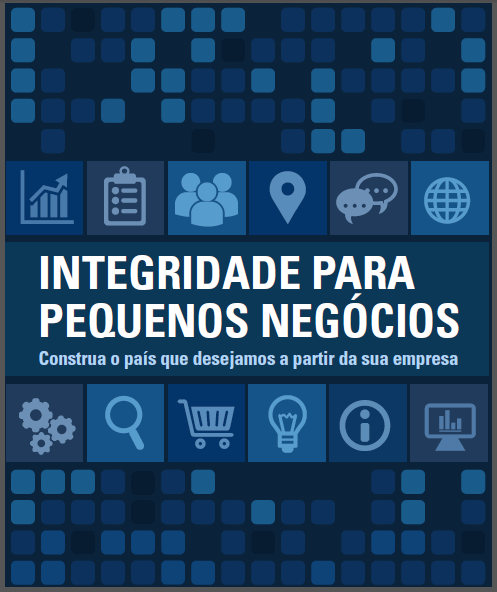 INTEGRIDADE PARA
PEQUENOS NEGÓCIOS
Construa o país que desejamos a partir da sua empresa